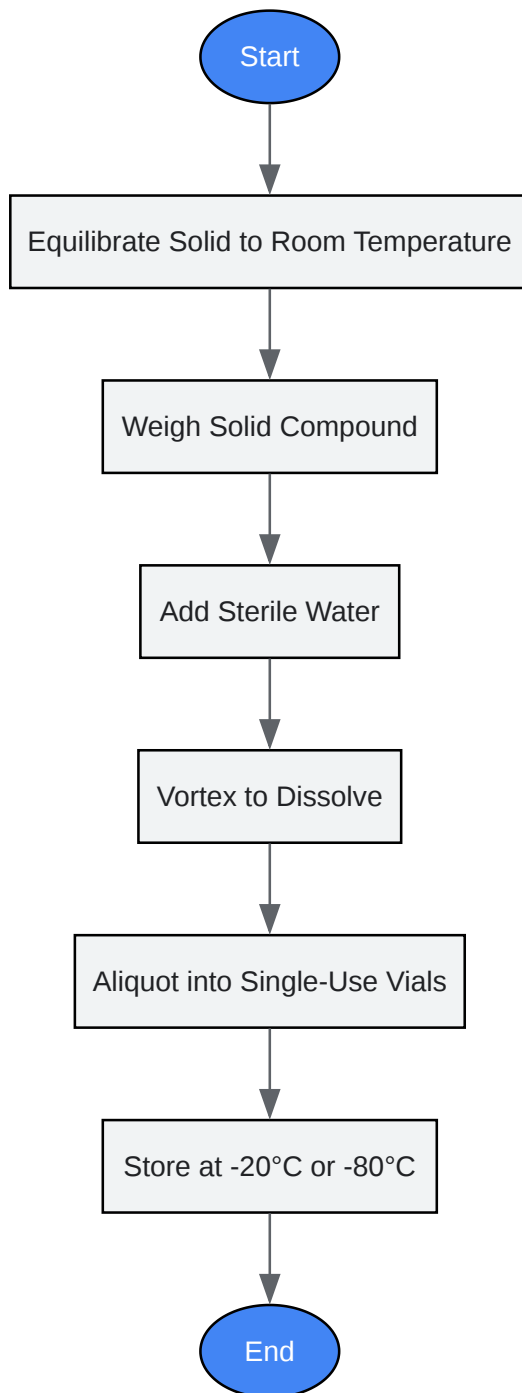 Start
Equilibrate Solid to Room Temperature
Weigh Solid Compound
Add Sterile Water
Vortex to Dissolve
Aliquot into Single-Use Vials
Store at -20°C or -80°C
End